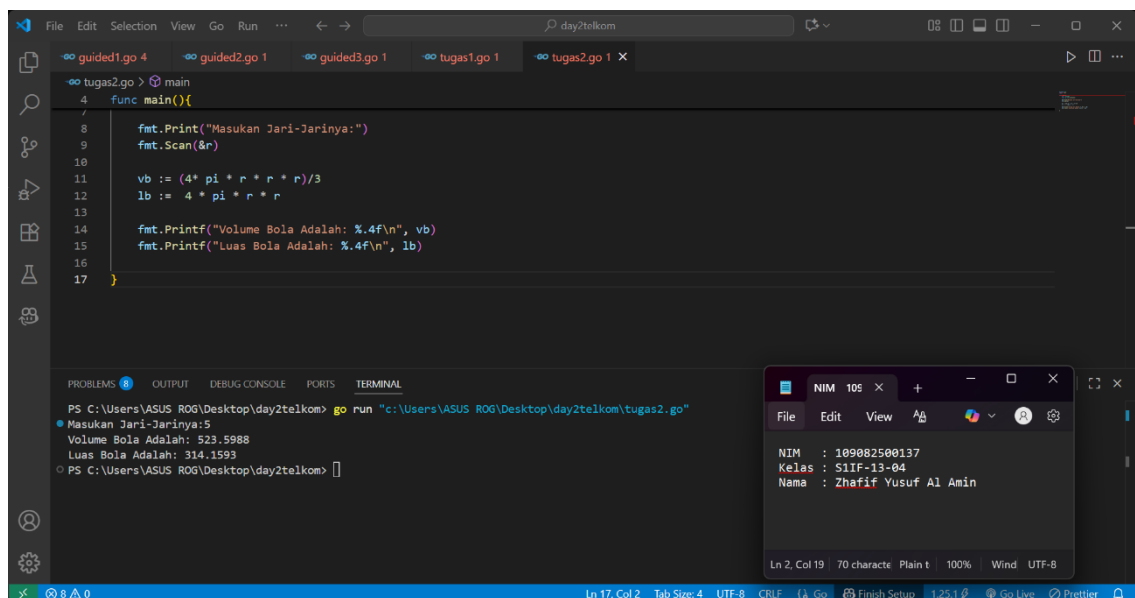 File Edit Selection View Go Run ··· day2telkom
guided1.go 4 guided2.go 1 guided3.go 1 tugas1.go 1 tugas2.go 1
tugas2.go > main
4 func main(){
7
8 fmt.Print("Masukan Jari-Jarinya:")
9 fmt.Scan(&r)
10
11 vb := (4* pi * r * r * r)/3
12 lb := 4 * pi * r * r
13
14 fmt.Printf("Volume Bola Adalah: %.4f\n", vb)
15 fmt.Printf("Luas Bola Adalah: %.4f\n", lb)
16
17 }
PROBLEMS 8 OUTPUT DEBUG CONSOLE PORTS TERMINAL
PS C:\Users\ASUS ROG\Desktop\day2telkom> go run "c:\Users\ASUS ROG\Desktop\day2telkom\tugas2.go"
Masukan Jari-Jarinya:5
Volume Bola Adalah: 523.5988
Luas Bola Adalah: 314.1593
PS C:\Users\ASUS ROG\Desktop\day2telkom>
NIM 109
File Edit View
NIM : 109082500137
Kelas : S1IF-13-04
Nama : Zhafif Yusuf Al Amin
Ln 2, Col 19 70 characte Plain t 100% Wind UTF-8
8 0 Ln 17, Col 2 Tab Size: 4 UTF-8 CRLF Go Finish Setup 1.25.1 Go Live Prettier